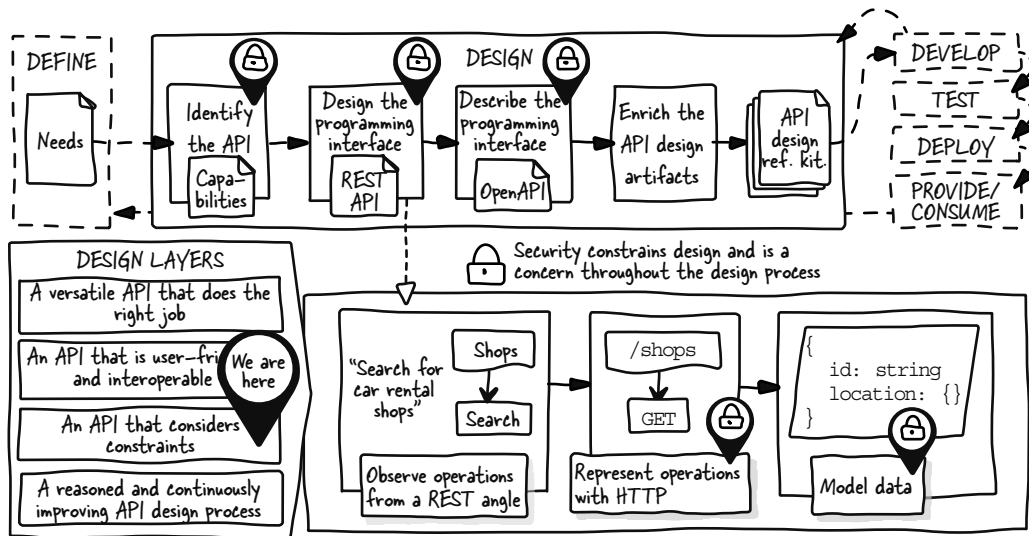 DEFINE
Needs
DESIGN
Identify
the API
Capa-
bilities
Design the
programming
interface
REST
API
Describe the
programming
interface
OpenAPI
Enrich the
API design
artifacts
API
design
ref. kit.
DEVELOP
TEST
DEPLOY
PROVIDE/
CONSUME
Security constrains design and is a
concern throughout the design process
DESIGN LAYERS
A versatile API that does the
right job
An API that is user-fri
and interoperable
We are
here
An API that considers
constraints
A reasoned and continuously
improving API design process
"Search for
car rental
shops"
Shops
Search
Observe operations
from a REST angle
/shops
GET
Represent operations
with HTTP
{
id: string
location: {}
}
Model data